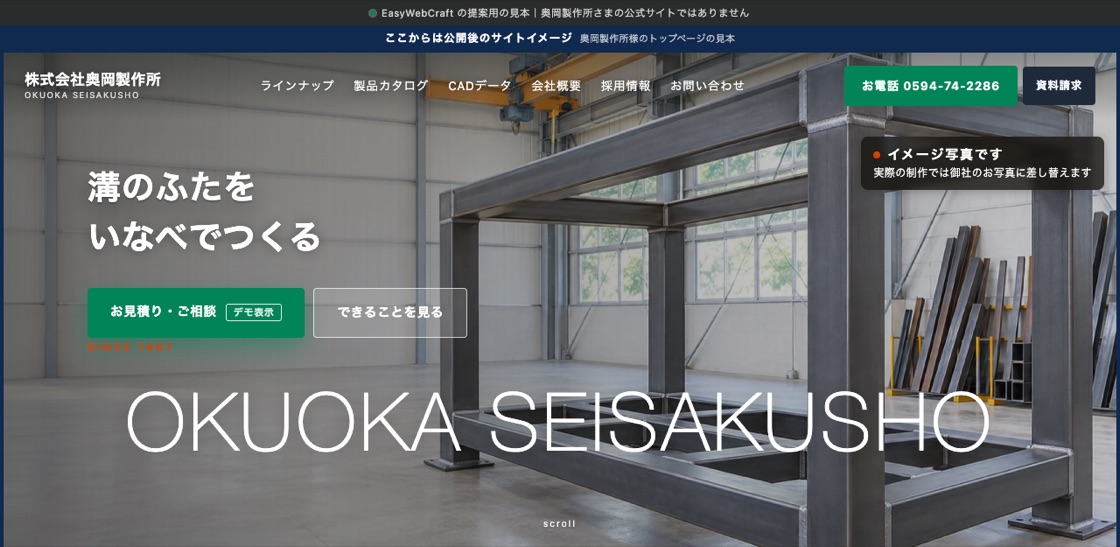 EasyWebCraft の提案用の見本｜奥岡製作所さまの公式サイトではありません
ここからは公開後のサイトイメージ 奥岡製作所様のトップページの見本
株式会社奥岡製作所
OKUOKA SEISAKUSHO
ラインナップ 製品カタログ CADデータ 会社概要 採用情報 お問い合わせ
お電話 0594-74-2286
資料請求
イメージ写真です
実際の制作では御社のお写真に差し替えます
溝のふたを
いなべでつくる
お見積り・ご相談 デモ表示
できることを見る
OKUOKA SEISAKUSHO
scroll